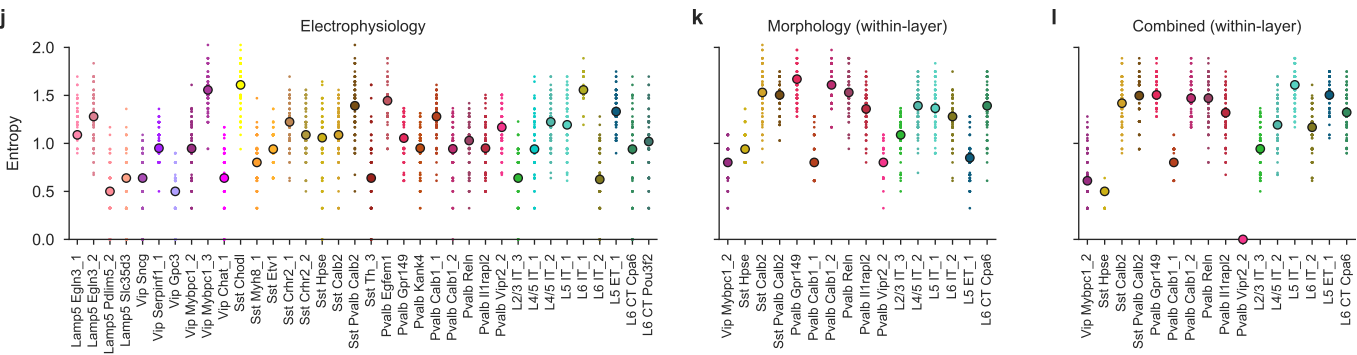 j
Electrophysiology
Entropy
2.0
1.5
1.0
0.5
0.0
Lamp5 Egln3_1
Lamp5 Egln3_2
Lamp5 Pdlim5_2
Lamp5 Slc35d3
Vip Sncg
Vip Serpinf1_1
Vip Gpc3
Vip Mybpc1_2
Vip Mybpc1_3
Vip Chat_1
Sst Chodl
Sst Myh8_1
Sst Etv1
Sst Crhr2_1
Sst Crhr2_2
Sst Hpse
Sst Calb2
Sst Pvalb Calb2
Sst Th_3
Pvalb Egfem1
Pvalb Gpr149
Pvalb Kank4
Pvalb Calb1_1
Pvalb Calb1_2
Pvalb Reln
Pvalb Il1rapl2
Pvalb Vipr2_2
L2/3 IT_3
L4/5 IT_1
L4/5 IT_2
L5 IT_1
L6 IT_1
L6 IT_2
L5 ET_1
L6 CT Cpa6
L6 CT Pou3f2
k
Morphology (within-layer)
Vip Mybpc1_2
Sst Hpse
Sst Calb2
Sst Pvalb Calb2
Pvalb Gpr149
Pvalb Calb1_1
Pvalb Calb1_2
Pvalb Reln
Pvalb Il1rapl2
Pvalb Vipr2_2
L2/3 IT_3
L4/5 IT_2
L5 IT_1
L6 IT_2
L5 ET_1
L6 CT Cpa6
l
Combined (within-layer)
Vip Mybpc1_2
Sst Hpse
Sst Calb2
Sst Pvalb Calb2
Pvalb Gpr149
Pvalb Calb1_1
Pvalb Calb1_2
Pvalb Reln
Pvalb Il1rapl2
Pvalb Vipr2_2
L2/3 IT_3
L4/5 IT_2
L5 IT_1
L6 IT_2
L5 ET_1
L6 CT Cpa6